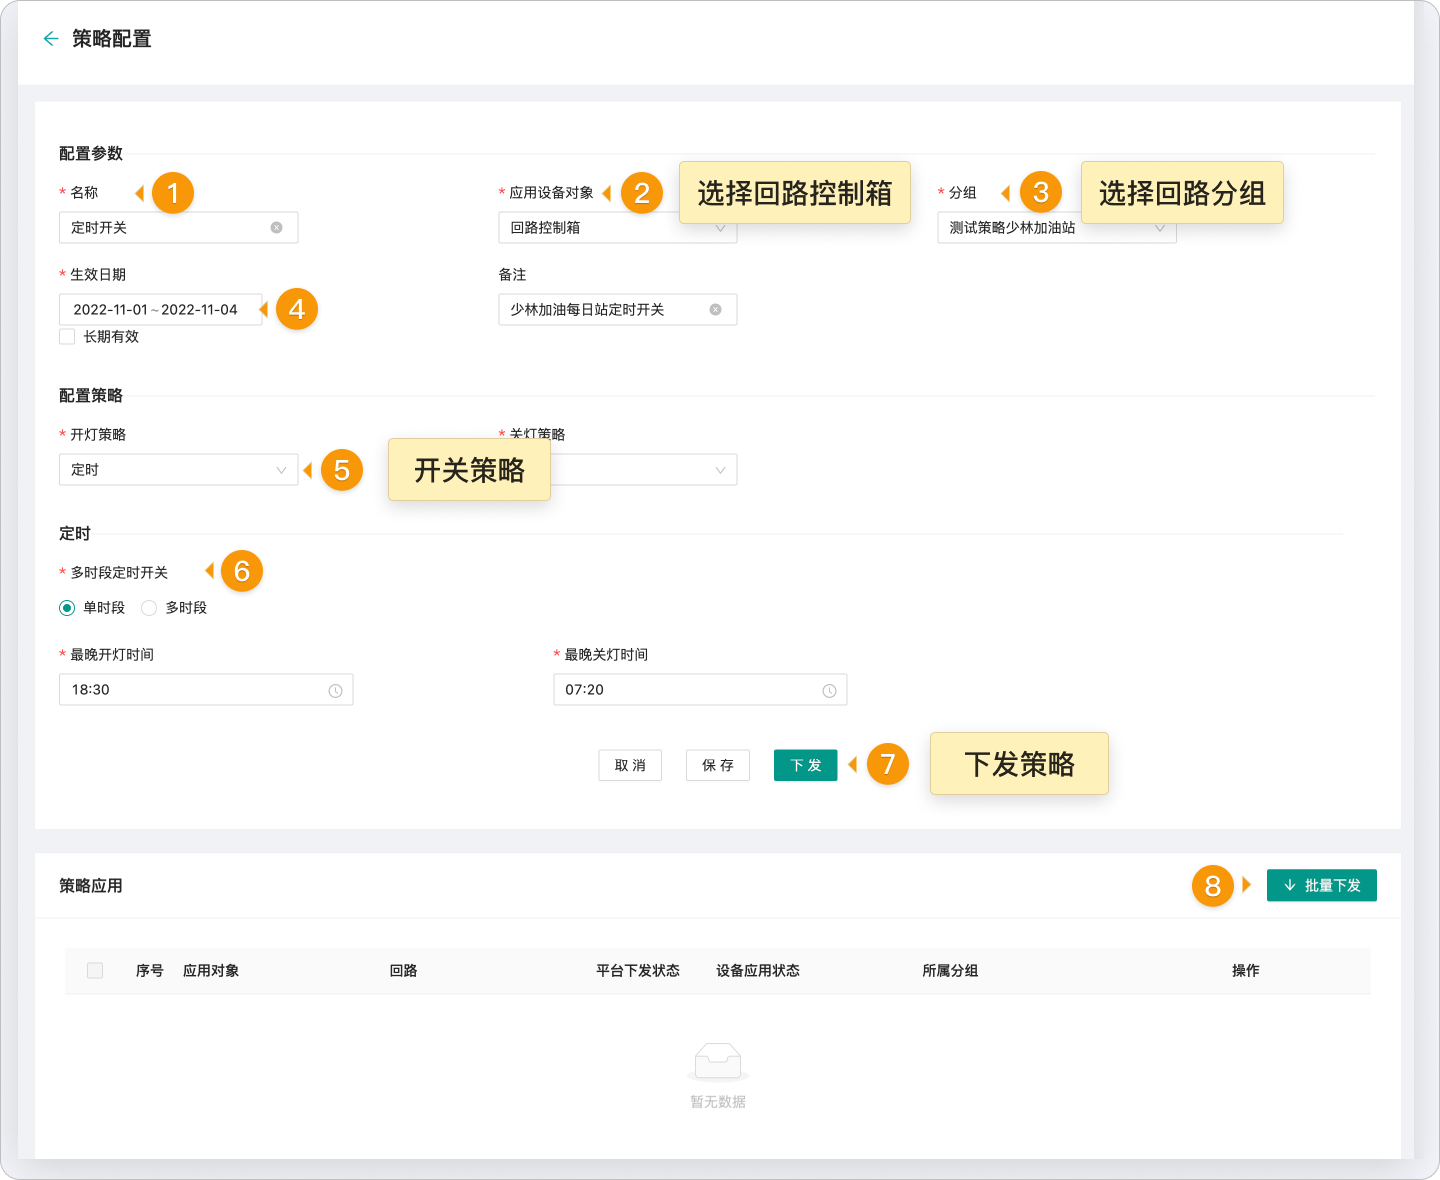 策略配置
配置参数
* 名称
1
* 应用设备对象
2
选择回路控制箱
* 分组
3
选择回路分组
定时开关
回路控制箱
测试策略少林加油站
* 生效日期
备注
2022-11-01 ~ 2022-11-04
4
少林加油每日站定时开关
长期有效
配置策略
* 开灯策略
* 关灯策略
定时
5
开关策略
定时
* 多时段定时开关
6
单时段
多时段
* 最晚开灯时间
* 最晚关灯时间
18:30
07:20
取 消
保 存
下 发
7
下发策略
策略应用
8
批量下发
序号
应用对象
回路
平台下发状态
设备应用状态
所属分组
操作
暂无数据